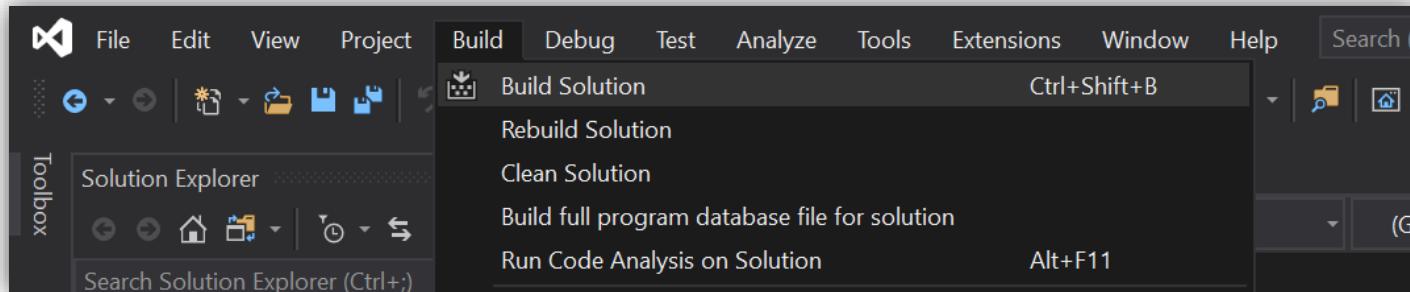 File Edit View Project Build Debug Test Analyze Tools Extensions Window Help Search (
Build Solution Ctrl+Shift+B
Rebuild Solution
Toolbox
Solution Explorer
Clean Solution
Build full program database file for solution
(G
Run Code Analysis on Solution Alt+F11
Search Solution Explorer (Ctrl+;)